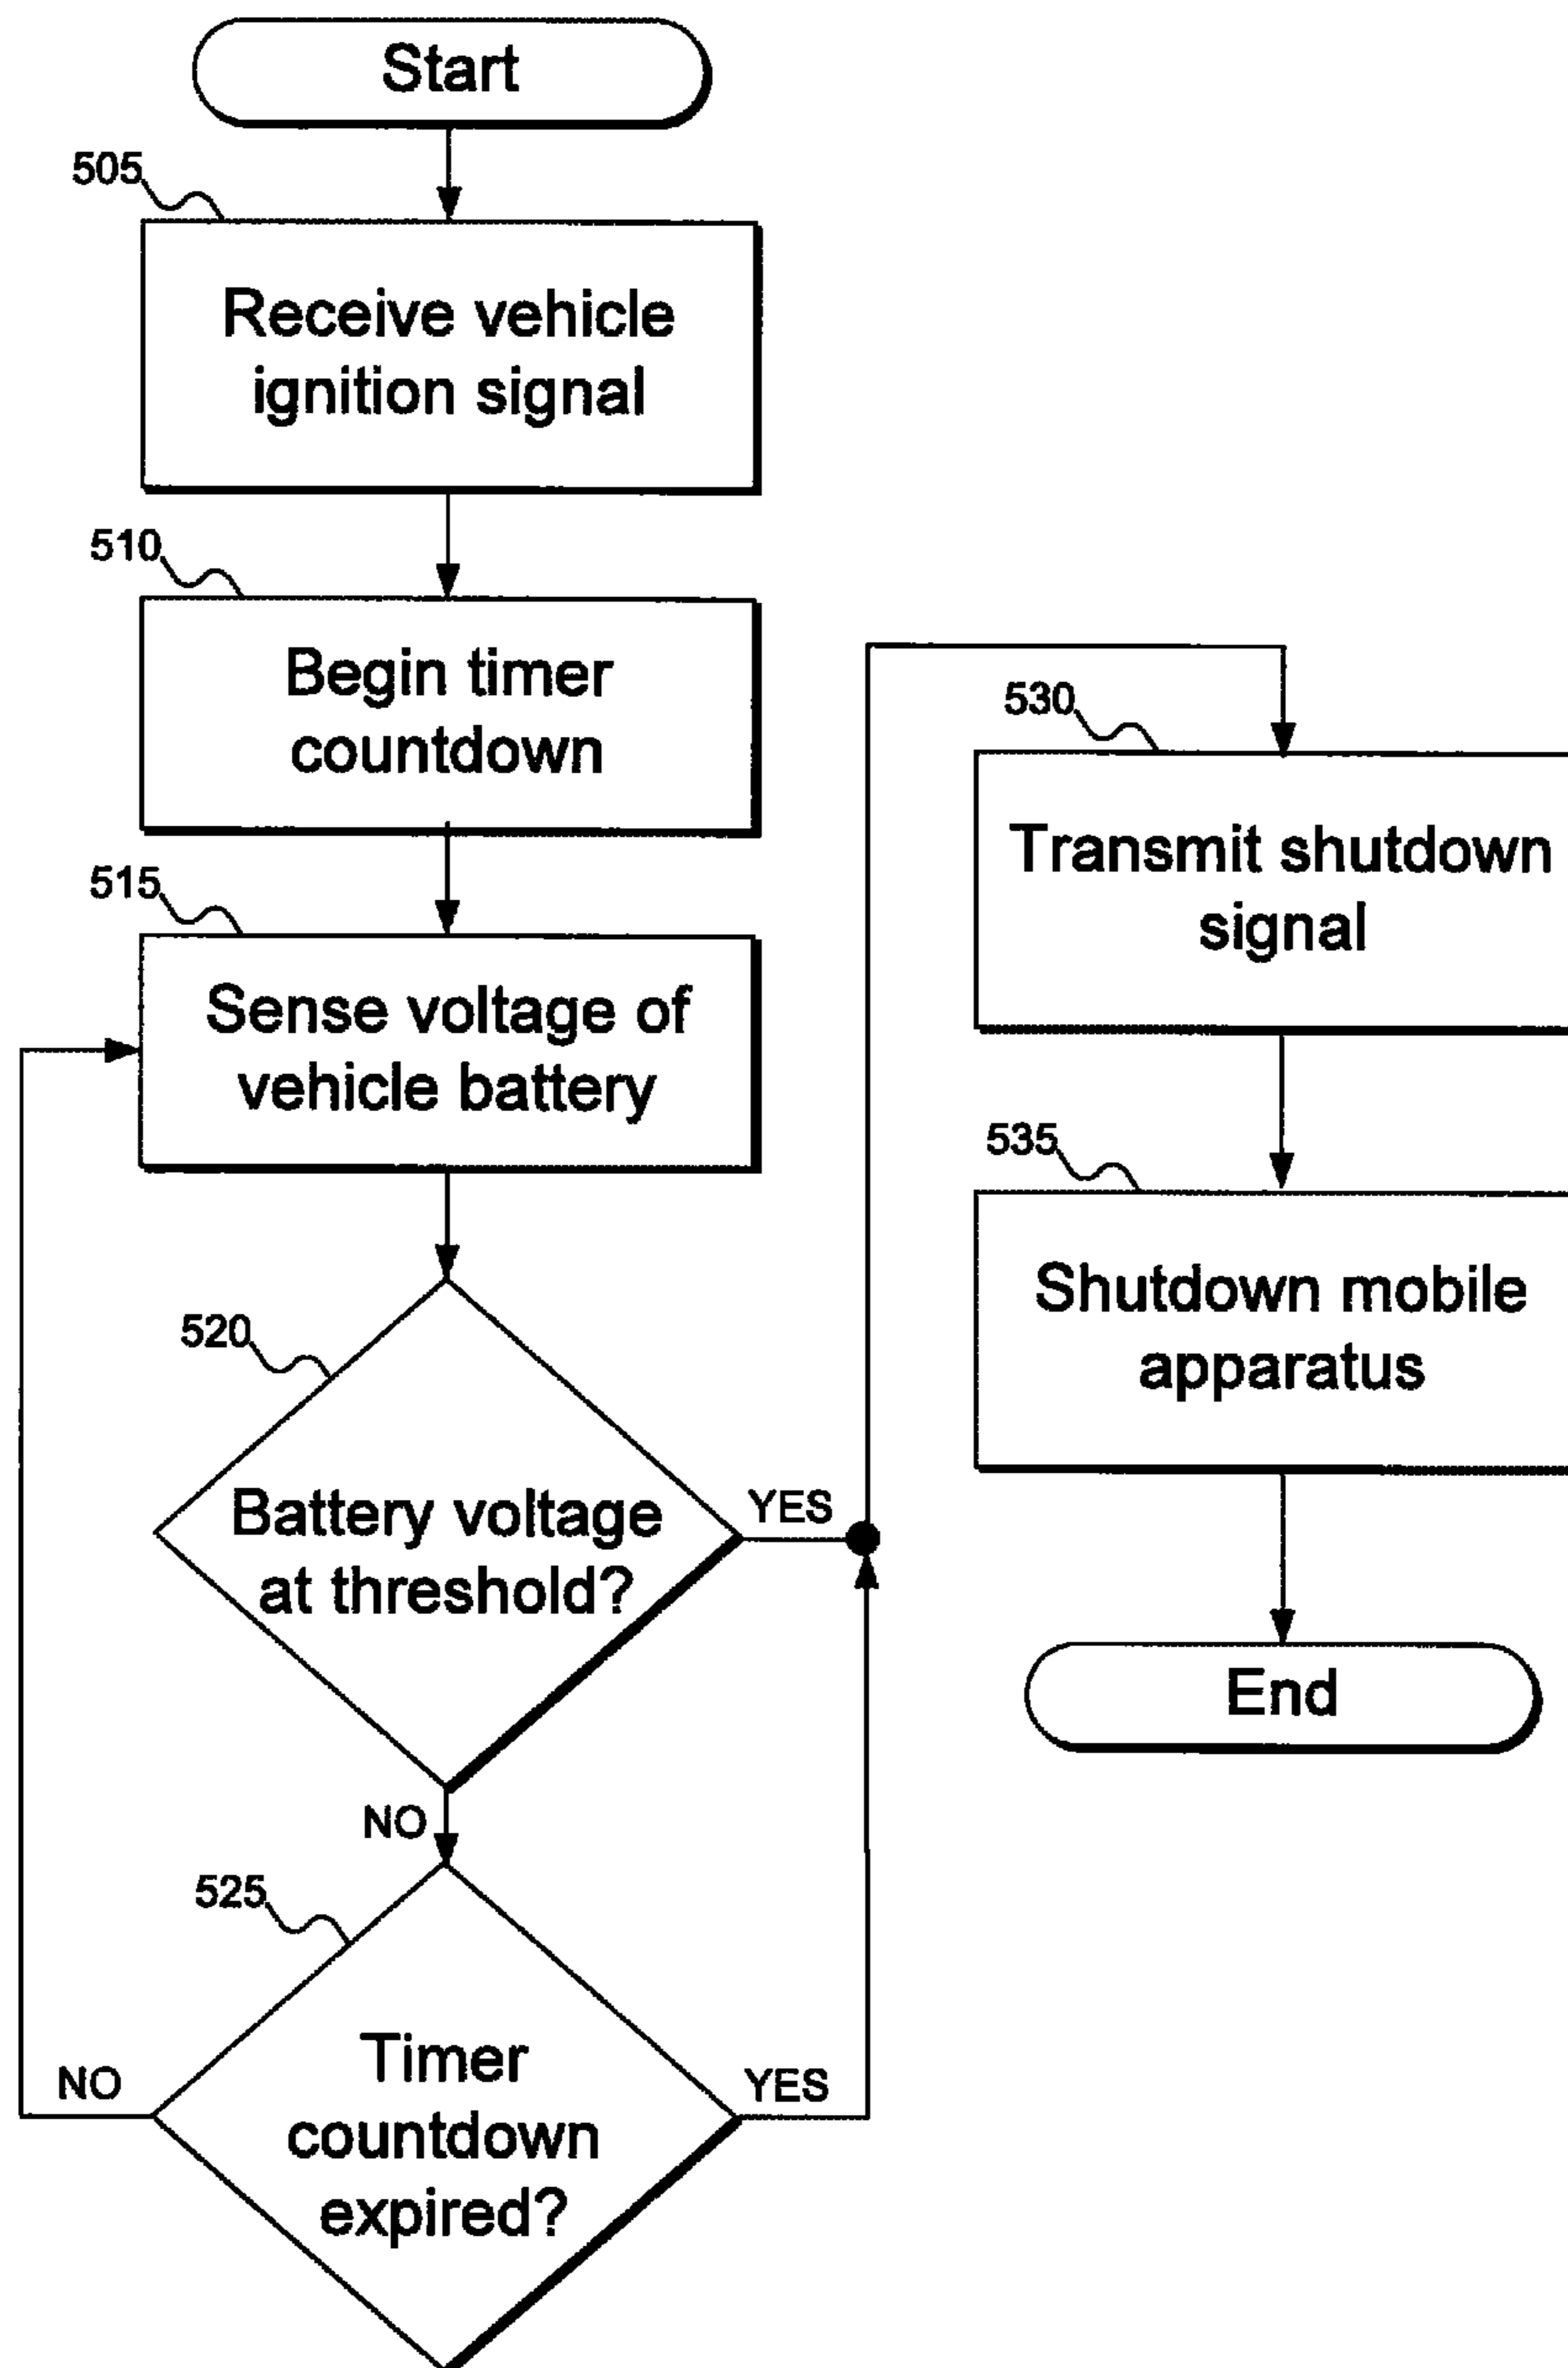 Start
505
Receive vehicle
ignition signal
510
Begin timer
countdown
515
Sense voltage of
vehicle battery
520
Battery voltage
at threshold?
YES
NO
525
Timer
countdown
expired?
NO
YES
530
Transmit shutdown
signal
535
Shutdown mobile
apparatus
End